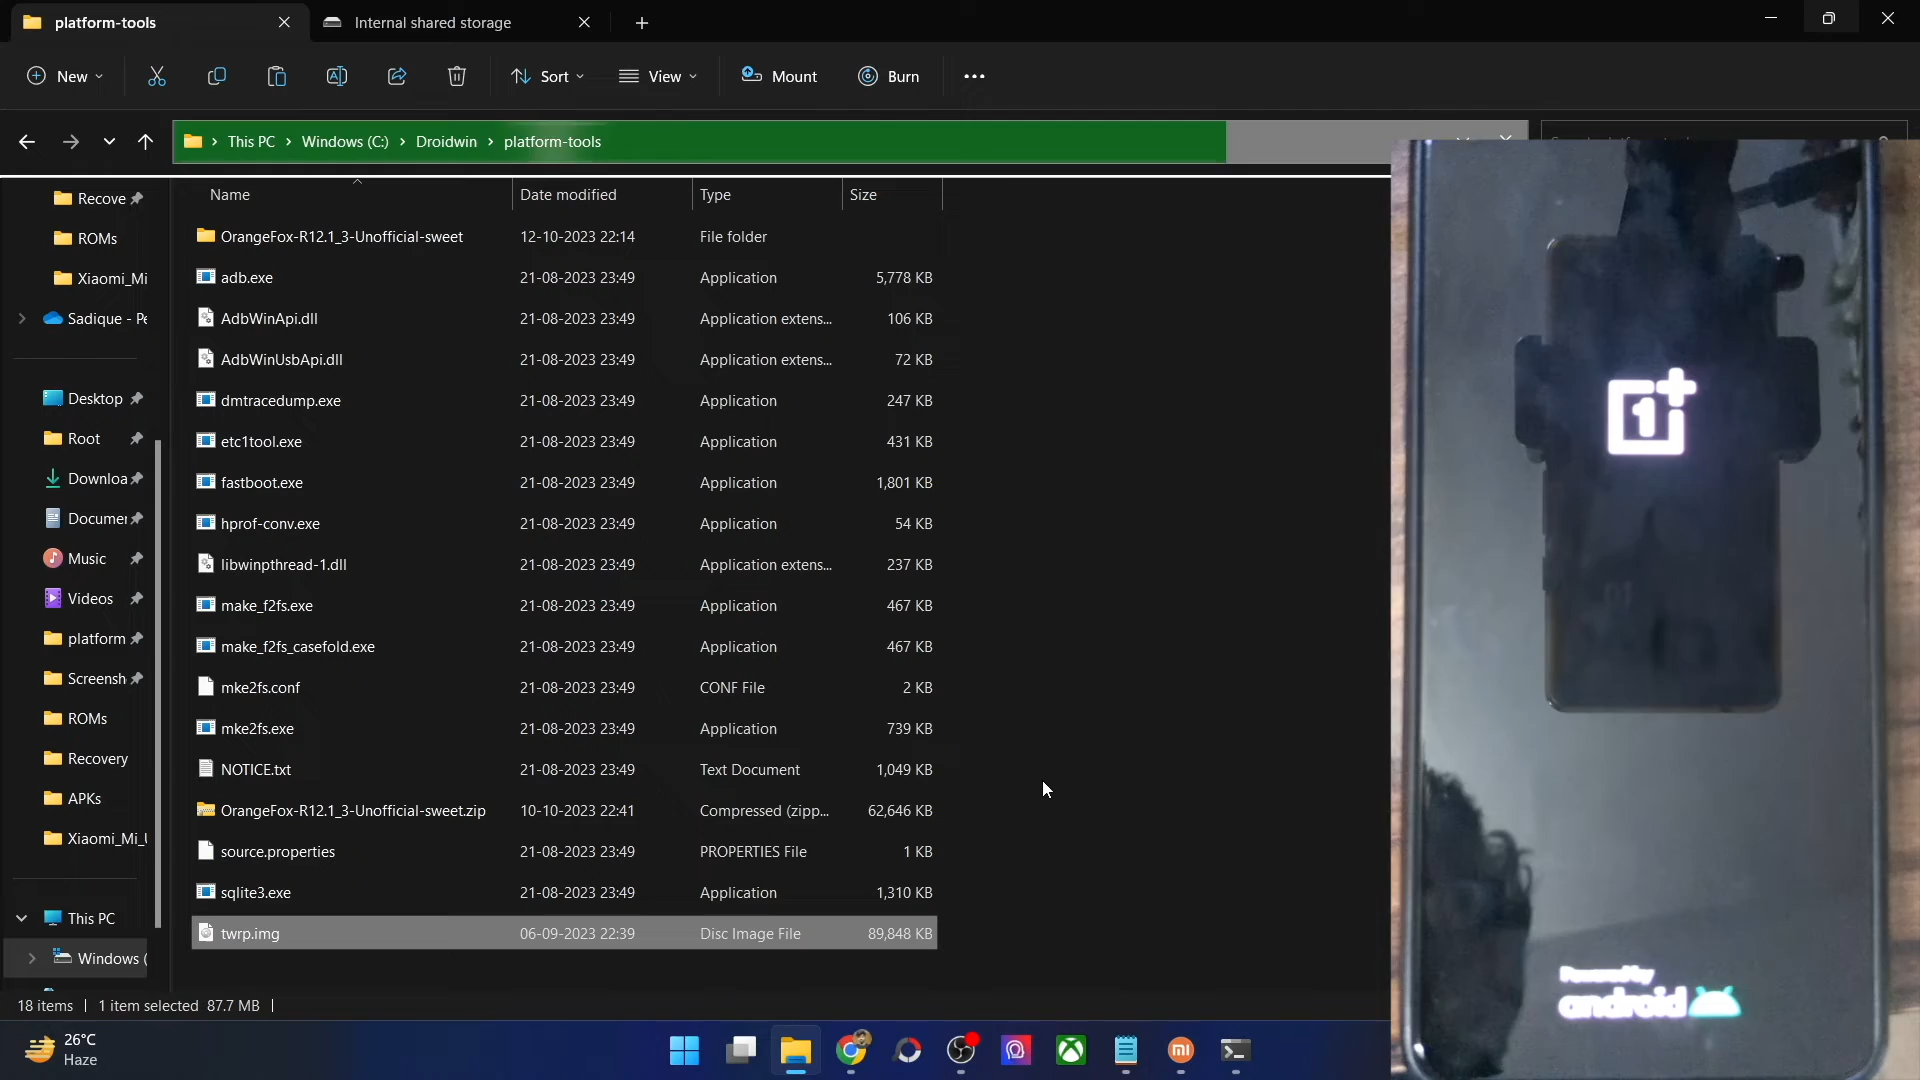 platform-tools
Internal shared storage
New
Sort
View
Mount
Burn
This PC > Windows (C:) > Droidwin > platform-tools
Name Date modified Type Size
Recove
ROMs
Xiaomi_Mi
Sadique - Pe
Desktop
Root
Downloa
Documer
Music
Videos
platform
Screensh
ROMs
Recovery
APKs
Xiaomi_Mi_U
This PC
Windows (
OrangeFox-R12.1_3-Unofficial-sweet 12-10-2023 22:14 File folder
adb.exe 21-08-2023 23:49 Application 5,778 KB
AdbWinApi.dll 21-08-2023 23:49 Application extens... 106 KB
AdbWinUsbApi.dll 21-08-2023 23:49 Application extens... 72 KB
dmtracedump.exe 21-08-2023 23:49 Application 247 KB
etc1tool.exe 21-08-2023 23:49 Application 431 KB
fastboot.exe 21-08-2023 23:49 Application 1,801 KB
hprof-conv.exe 21-08-2023 23:49 Application 54 KB
libwinpthread-1.dll 21-08-2023 23:49 Application extens... 237 KB
make_f2fs.exe 21-08-2023 23:49 Application 467 KB
make_f2fs_casefold.exe 21-08-2023 23:49 Application 467 KB
mke2fs.conf 21-08-2023 23:49 CONF File 2 KB
mke2fs.exe 21-08-2023 23:49 Application 739 KB
NOTICE.txt 21-08-2023 23:49 Text Document 1,049 KB
OrangeFox-R12.1_3-Unofficial-sweet.zip 10-10-2023 22:41 Compressed (zipp... 62,646 KB
source.properties 21-08-2023 23:49 PROPERTIES File 1 KB
sqlite3.exe 21-08-2023 23:49 Application 1,310 KB
twrp.img 06-09-2023 22:39 Disc Image File 89,848 KB
18 items 1 item selected 87.7 MB
26°C
Haze
1+
Powered by
android